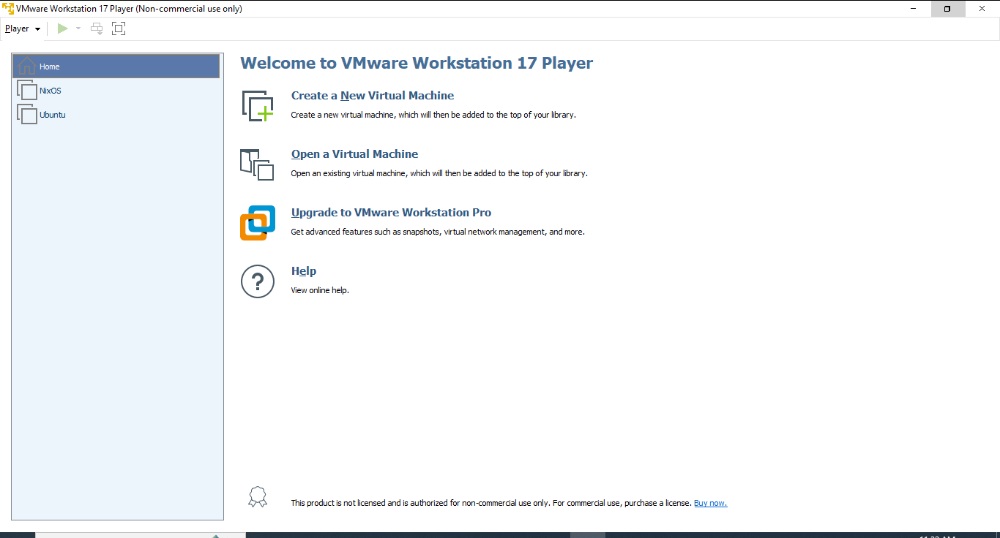 VMware Workstation 17 Player (Non-commercial use only)
Player
Home
NixOS
Ubuntu
Welcome to VMware Workstation 17 Player
Create a New Virtual Machine
Create a new virtual machine, which will then be added to the top of your library.
Open a Virtual Machine
Open an existing virtual machine, which will then be added to the top of your library.
Upgrade to VMware Workstation Pro
Get advanced features such as snapshots, virtual network management, and more.
?
Help
View online help.
This product is not licensed and is authorized for non-commercial use only. For commercial use, purchase a license. Buy now.